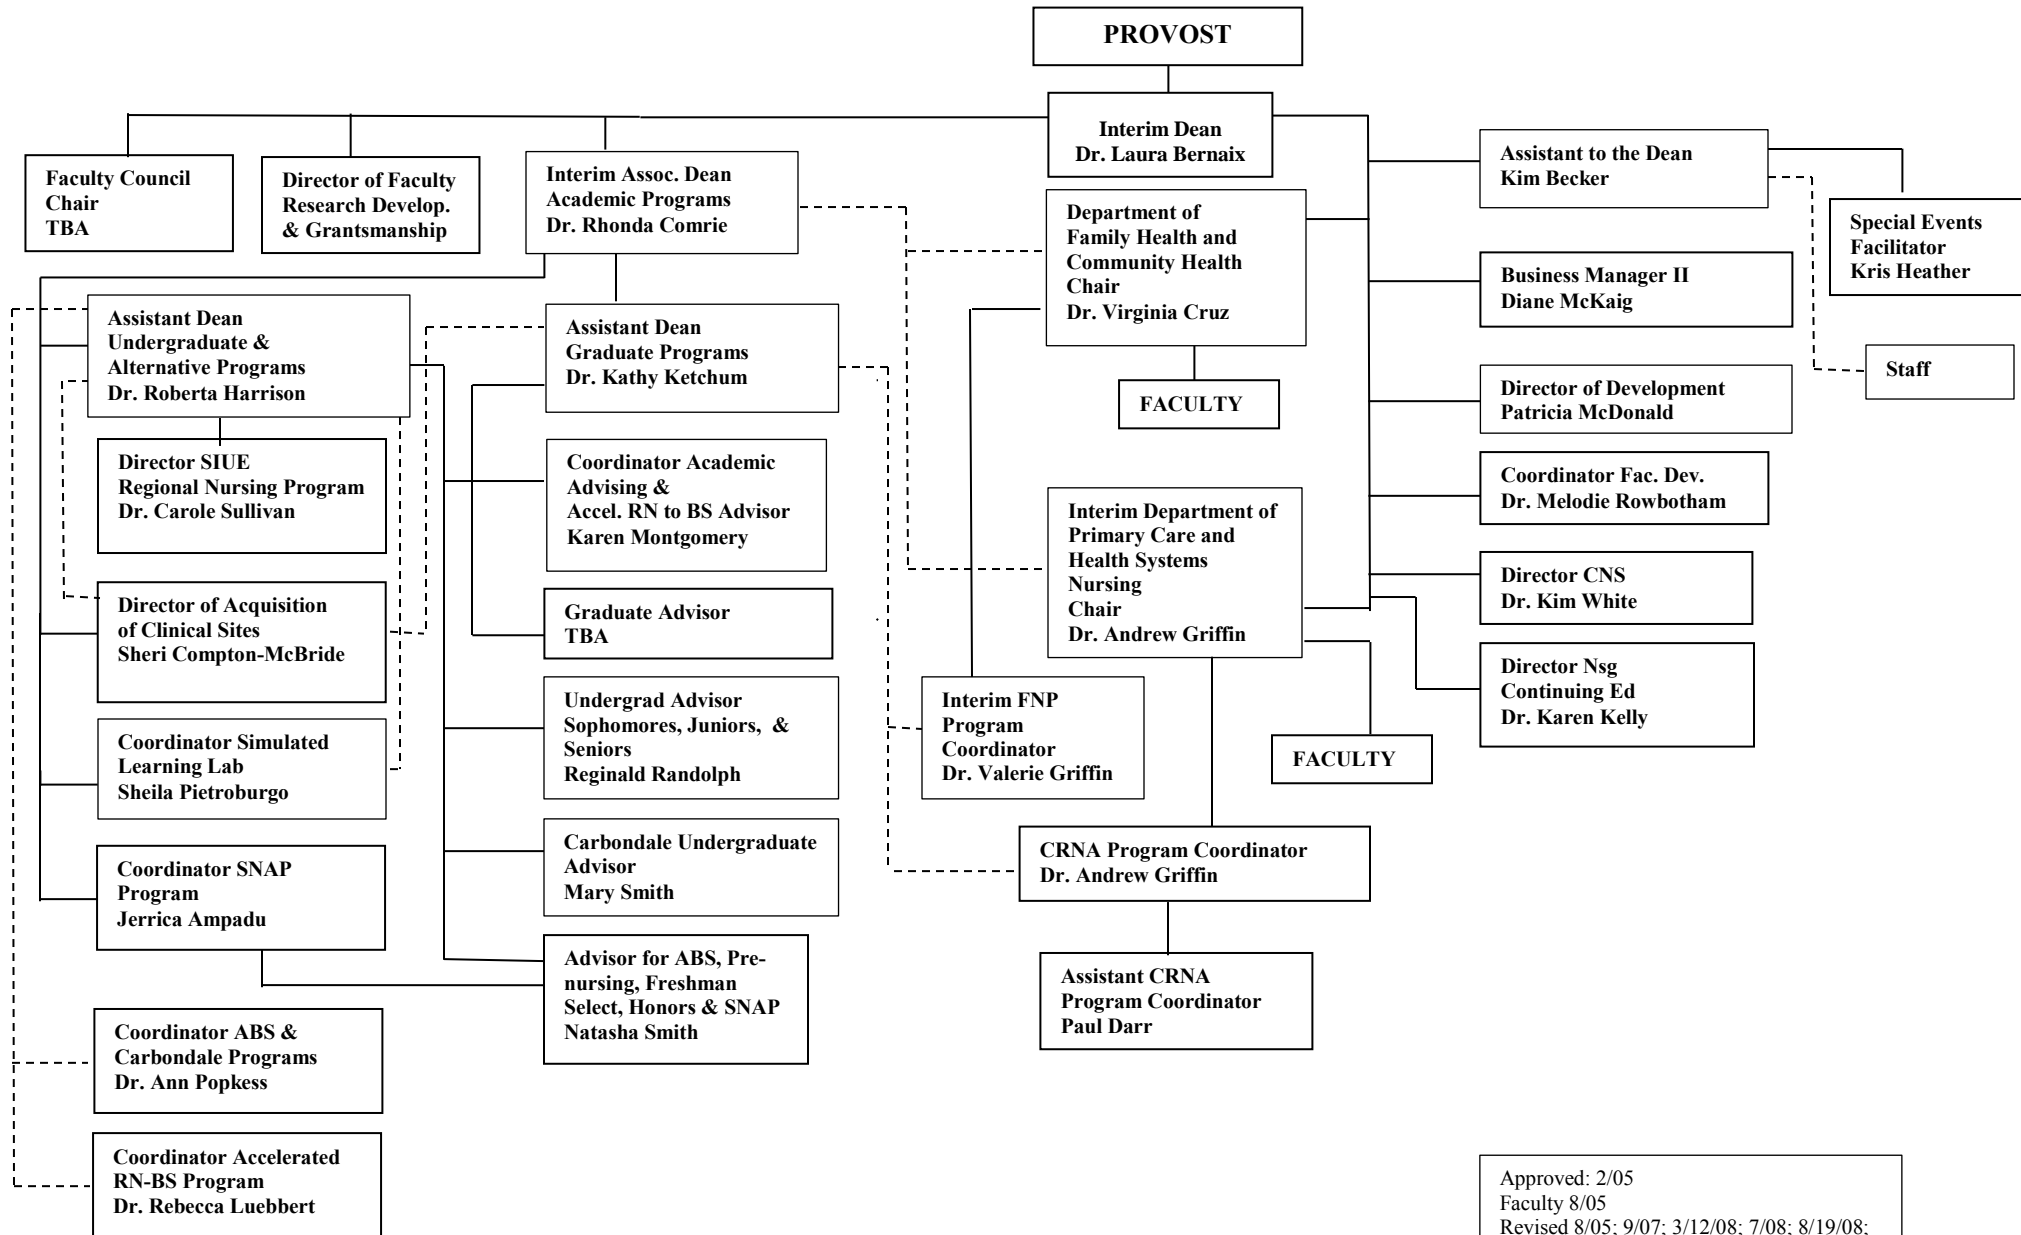 PROVOST
Interim Dean
Dr. Laura Bernaix
Faculty Council
Chair
TBA
Director of Faculty
Research Develop.
& Grantsmanship
Interim Assoc. Dean
Academic Programs
Dr. Rhonda Comrie
Department of
Family Health and
Community Health
Chair
Dr. Virginia Cruz
Assistant to the Dean
Kim Becker
Special Events
Facilitator
Kris Heather
Business Manager II
Diane McKaig
Staff
Assistant Dean
Undergraduate &
Alternative Programs
Dr. Roberta Harrison
Assistant Dean
Graduate Programs
Dr. Kathy Ketchum
FACULTY
Director of Development
Patricia McDonald
Director SIUE
Regional Nursing Program
Dr. Carole Sullivan
Coordinator Academic
Advising &
Accel. RN to BS Advisor
Karen Montgomery
Interim Department of
Primary Care and
Health Systems
Nursing
Chair
Dr. Andrew Griffin
Coordinator Fac. Dev.
Dr. Melodie Rowbotham
Director CNS
Dr. Kim White
Director of Acquisition
of Clinical Sites
Sheri Compton-McBride
Graduate Advisor
TBA
Director Nsg
Continuing Ed
Dr. Karen Kelly
Coordinator Simulated
Learning Lab
Sheila Pietroburgo
Undergrad Advisor
Sophomores, Juniors, &
Seniors
Reginald Randolph
Interim FNP
Program
Coordinator
Dr. Valerie Griffin
FACULTY
Coordinator SNAP
Program
Jerrica Ampadu
Carbondale Undergraduate
Advisor
Mary Smith
CRNA Program Coordinator
Dr. Andrew Griffin
Advisor for ABS, Pre-
nursing, Freshman
Select, Honors & SNAP
Natasha Smith
Assistant CRNA
Program Coordinator
Paul Darr
Coordinator ABS &
Carbondale Programs
Dr. Ann Popkess
Coordinator Accelerated
RN-BS Program
Dr. Rebecca Luebbert
Approved: 2/05
Faculty 8/05
Revised 8/05; 9/07; 3/12/08; 7/08; 8/19/08;